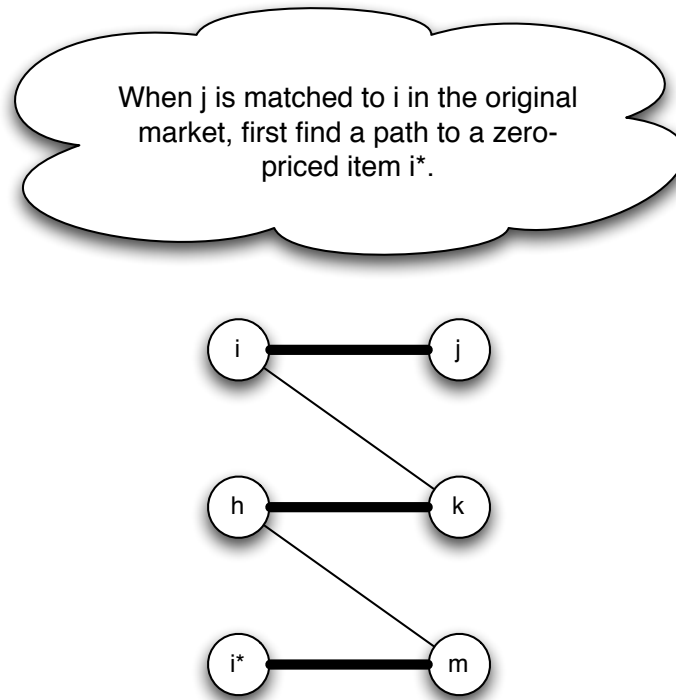 When j is matched to i in the original
market, first find a path to a zero-
priced item i*.
i j
h k
i* m